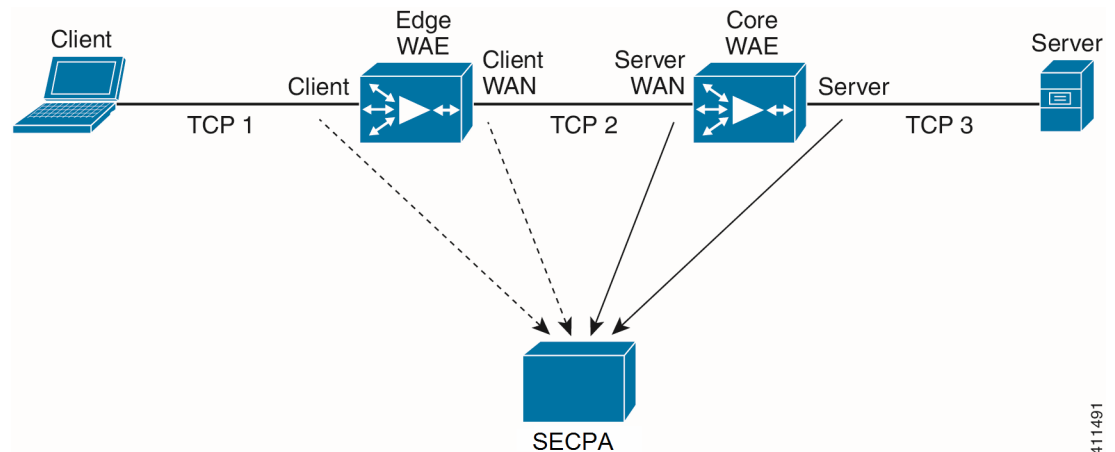 Client
Edge
WAE
Core
WAE
Server
Client
Client
WAN
Server
WAN
Server
TCP 1
TCP 2
TCP 3
SECPA
411491